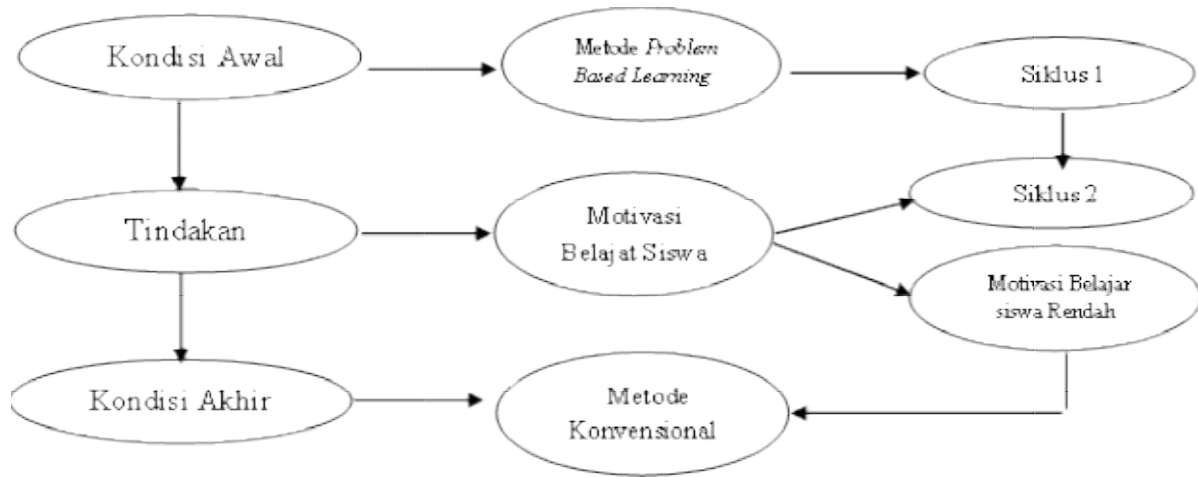 Kondisi Awal
Metode Problem
Based Learning
Siklus 1
Tindakan
Motivasi
Belajat Siswa
Siklus 2
Motivasi Belajar
siswa Rendah
Kondisi Akhir
Metode
Konvensional